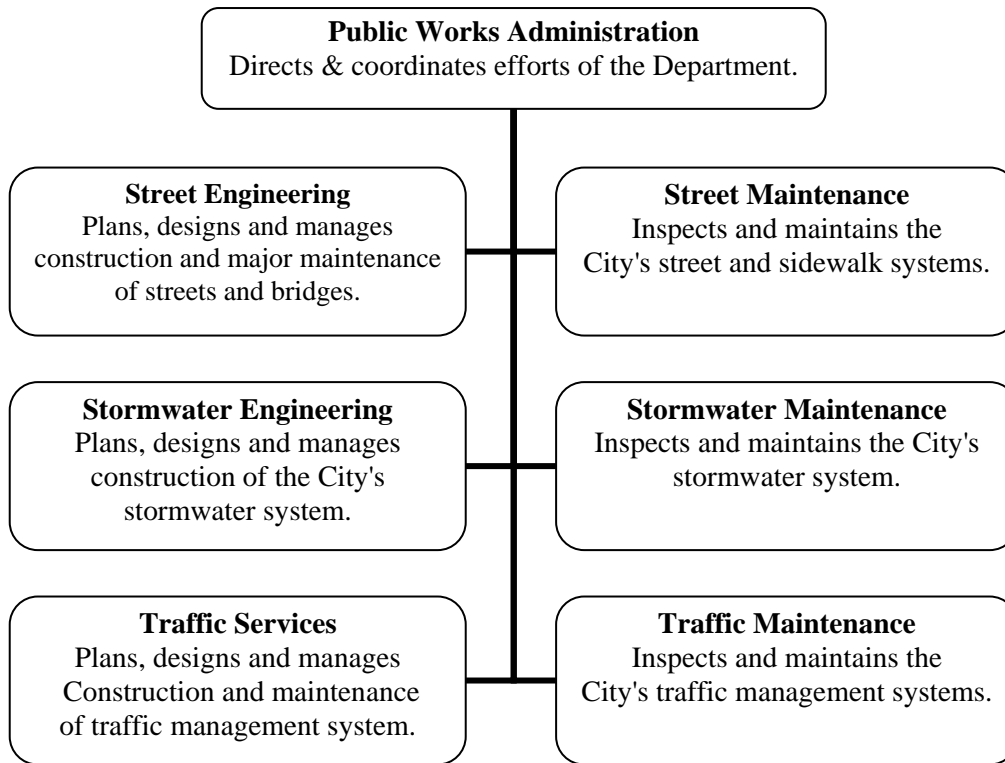 Public Works Administration
Directs & coordinates efforts of the Department.
Street Engineering
Plans, designs and manages
construction and major maintenance
of streets and bridges.
Street Maintenance
Inspects and maintains the
City's street and sidewalk systems.
Stormwater Engineering
Plans, designs and manages
construction of the City's
stormwater system.
Stormwater Maintenance
Inspects and maintains the City's
stormwater system.
Traffic Services
Plans, designs and manages
Construction and maintenance
of traffic management system.
Traffic Maintenance
Inspects and maintains the
City's traffic management systems.